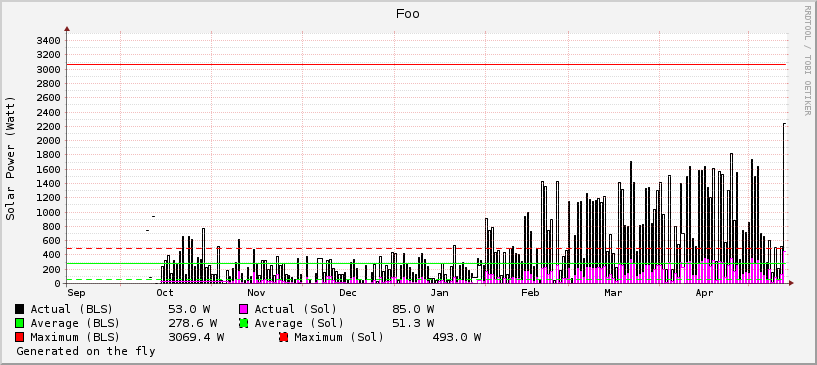 Foo
RRDTOOL / TOBI OETIKER
Solar Power (Watt)
3400
3200
3000
2800
2600
2400
2200
2000
1800
1600
1400
1200
1000
800
600
400
200
0
Sep Oct Nov Dec Jan Feb Mar Apr
Actual (BLS) 53.0 W Actual (Sol) 85.0 W
Average (BLS) 278.6 W Average (Sol) 51.3 W
Maximum (BLS) 3069.4 W Maximum (Sol) 493.0 W
Generated on the fly